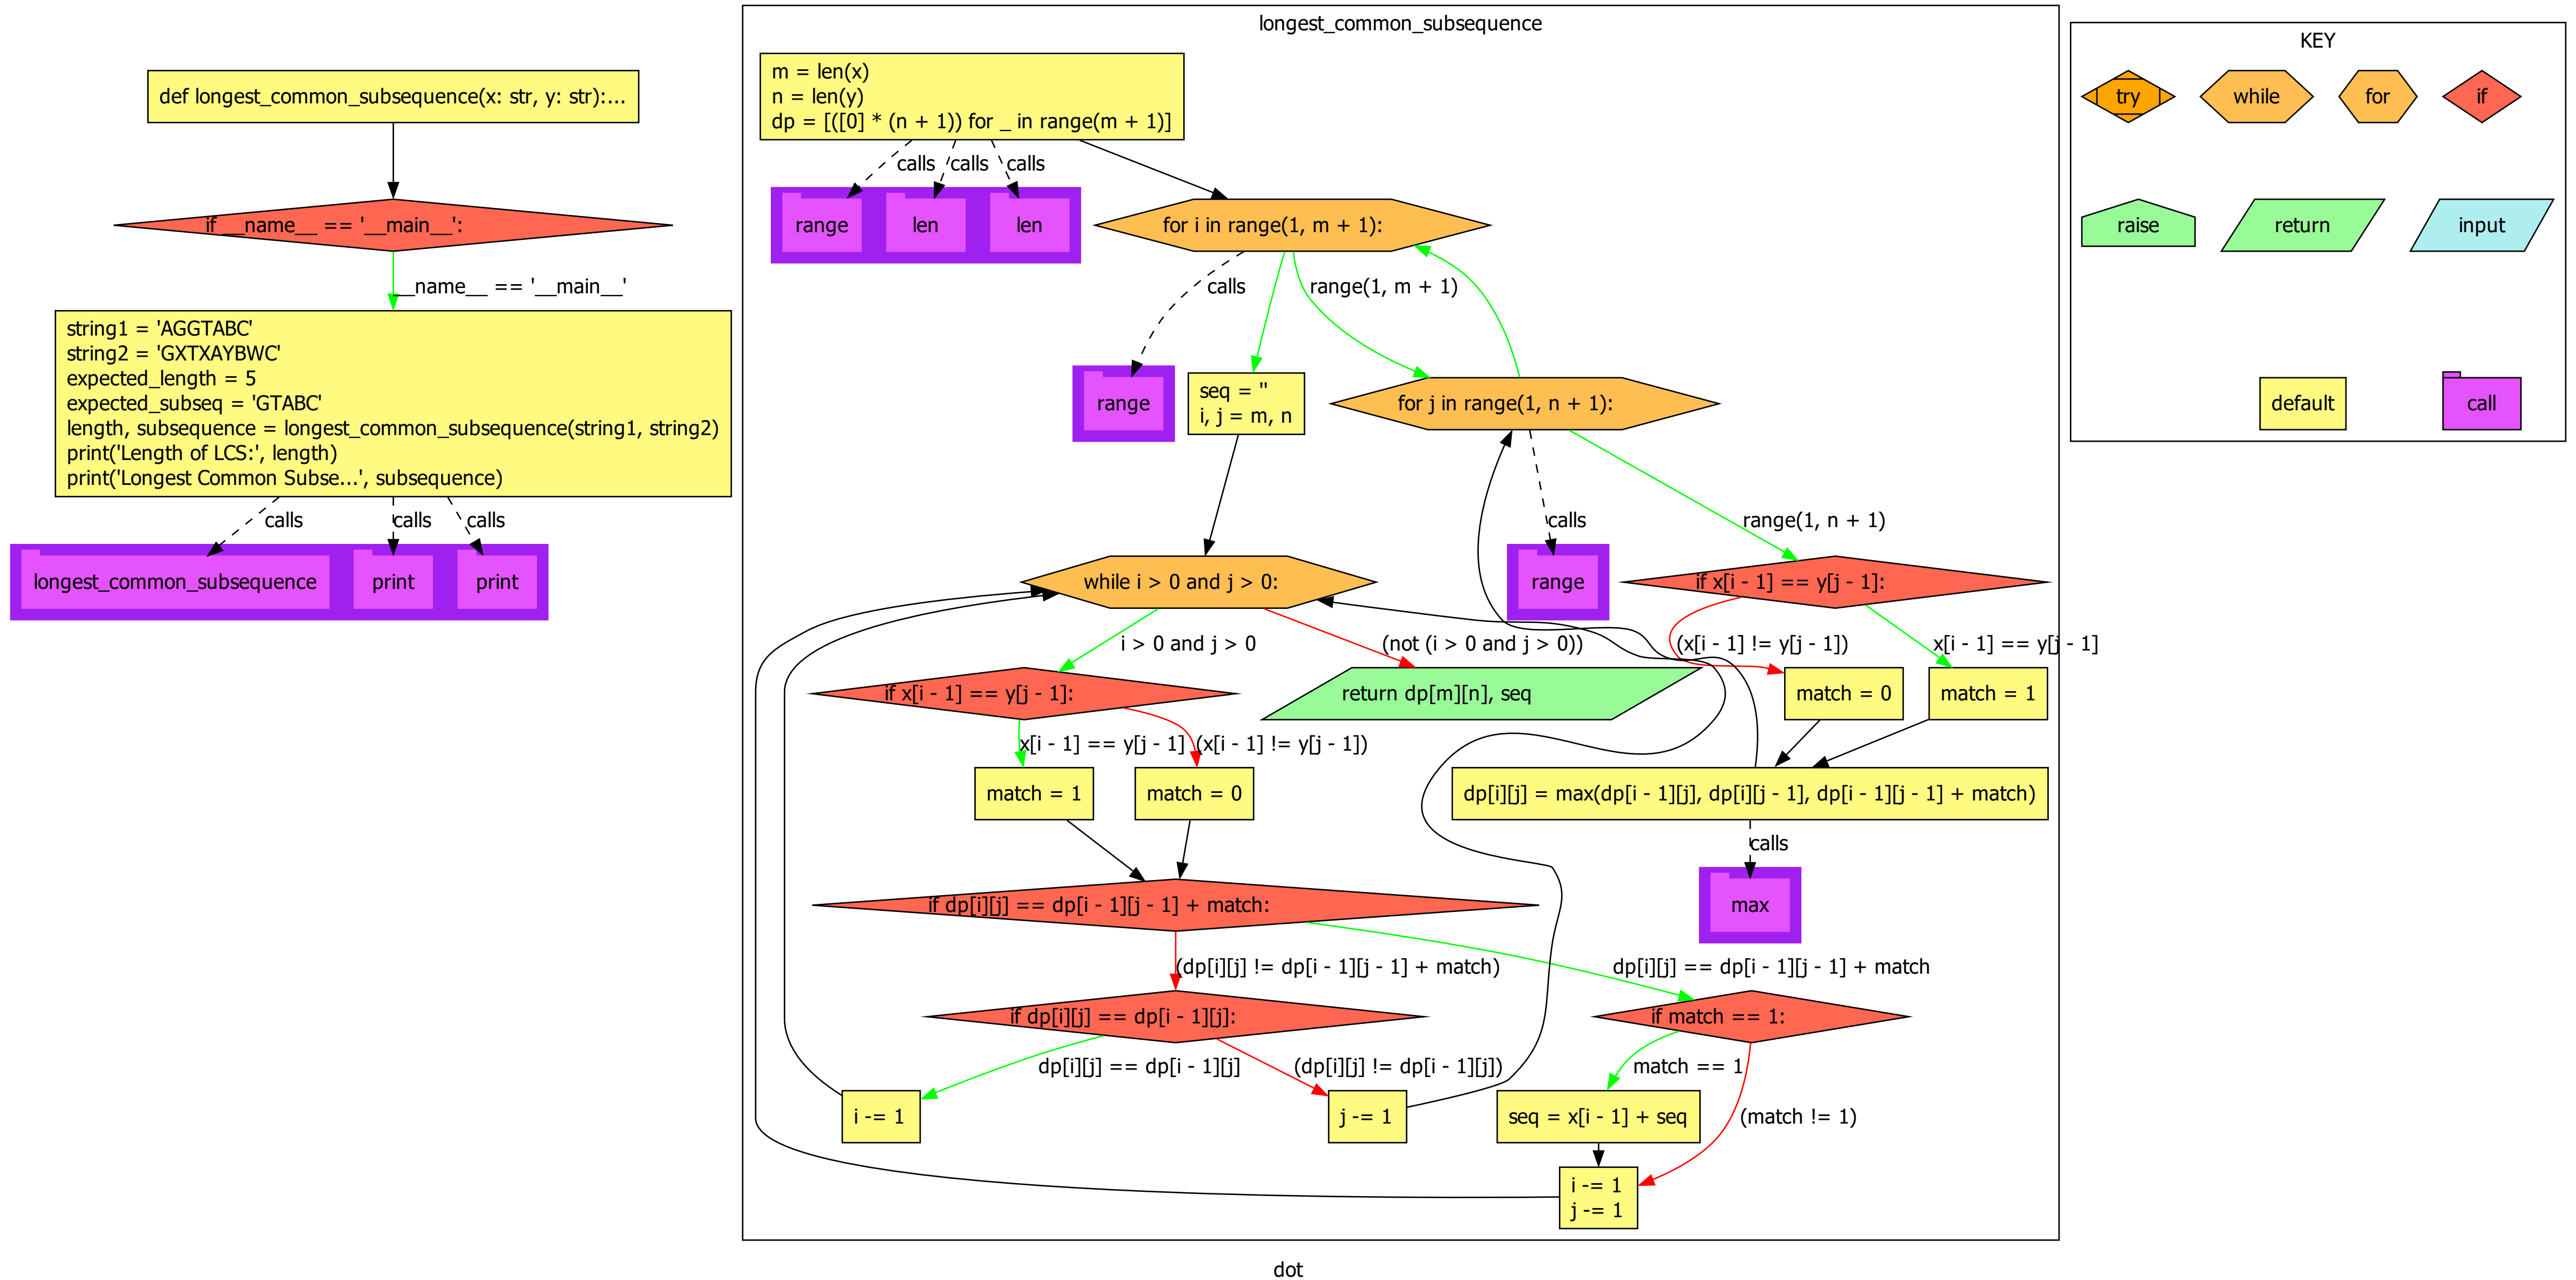 def longest_common_subsequence(x: str, y: str):...
if __name__ == '__main__':
__name__ == '__main__'
string1 = 'AGGTABC'
string2 = 'GXTXAYBWC'
expected_length = 5
expected_subseq = 'GTABC'
length, subsequence = longest_common_subsequence(string1, string2)
print('Length of LCS:', length)
print('Longest Common Subse...', subsequence)
calls
calls
calls
longest_common_subsequence
print
print
longest_common_subsequence
m = len(x)
n = len(y)
dp = [([0] * (n + 1)) for _ in range(m + 1)]
calls
calls
calls
range
len
len
for i in range(1, m + 1):
calls
range(1, m + 1)
range
seq = ''
i, j = m, n
for j in range(1, n + 1):
calls
range(1, n + 1)
while i > 0 and j > 0:
range
if x[i - 1] == y[j - 1]:
i > 0 and j > 0
(not (i > 0 and j > 0))
(x[i - 1] != y[j - 1])
x[i - 1] == y[j - 1]
if x[i - 1] == y[j - 1]:
return dp[m][n], seq
match = 0
match = 1
x[i - 1] == y[j - 1]
(x[i - 1] != y[j - 1])
match = 1
match = 0
dp[i][j] = max(dp[i - 1][j], dp[i][j - 1], dp[i - 1][j - 1] + match)
calls
if dp[i][j] == dp[i - 1][j - 1] + match:
max
(dp[i][j] != dp[i - 1][j - 1] + match)
dp[i][j] == dp[i - 1][j - 1] + match
if dp[i][j] == dp[i - 1][j]:
if match == 1:
dp[i][j] == dp[i - 1][j]
(dp[i][j] != dp[i - 1][j])
match == 1
i -= 1
j -= 1
seq = x[i - 1] + seq
(match != 1)
i -= 1
j -= 1
KEY
try
while
for
if
raise
return
input
default
call
dot